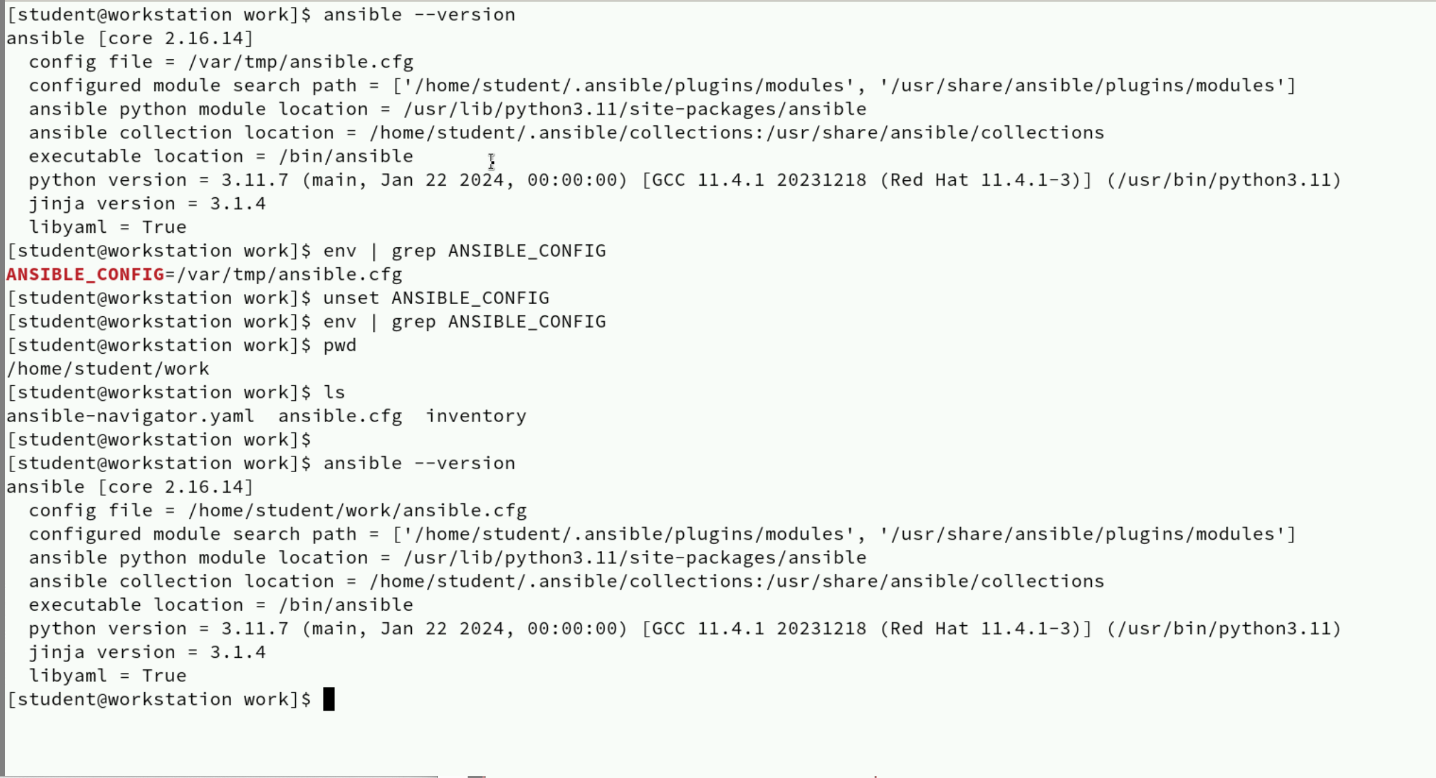 [student@workstation work]$ ansible --version
ansible [core 2.16.14]
  config file = /var/tmp/ansible.cfg
  configured module search path = ['/home/student/.ansible/plugins/modules', '/usr/share/ansible/plugins/modules']
  ansible python module location = /usr/lib/python3.11/site-packages/ansible
  ansible collection location = /home/student/.ansible/collections:/usr/share/ansible/collections
  executable location = /bin/ansible
  python version = 3.11.7 (main, Jan 22 2024, 00:00:00) [GCC 11.4.1 20231218 (Red Hat 11.4.1-3)] (/usr/bin/python3.11)
  jinja version = 3.1.4
  libyaml = True
[student@workstation work]$ env | grep ANSIBLE_CONFIG
ANSIBLE_CONFIG=/var/tmp/ansible.cfg
[student@workstation work]$ unset ANSIBLE_CONFIG
[student@workstation work]$ env | grep ANSIBLE_CONFIG
[student@workstation work]$ pwd
/home/student/work
[student@workstation work]$ ls
ansible-navigator.yaml  ansible.cfg  inventory
[student@workstation work]$
[student@workstation work]$ ansible --version
ansible [core 2.16.14]
  config file = /home/student/work/ansible.cfg
  configured module search path = ['/home/student/.ansible/plugins/modules', '/usr/share/ansible/plugins/modules']
  ansible python module location = /usr/lib/python3.11/site-packages/ansible
  ansible collection location = /home/student/.ansible/collections:/usr/share/ansible/collections
  executable location = /bin/ansible
  python version = 3.11.7 (main, Jan 22 2024, 00:00:00) [GCC 11.4.1 20231218 (Red Hat 11.4.1-3)] (/usr/bin/python3.11)
  jinja version = 3.1.4
  libyaml = True
[student@workstation work]$